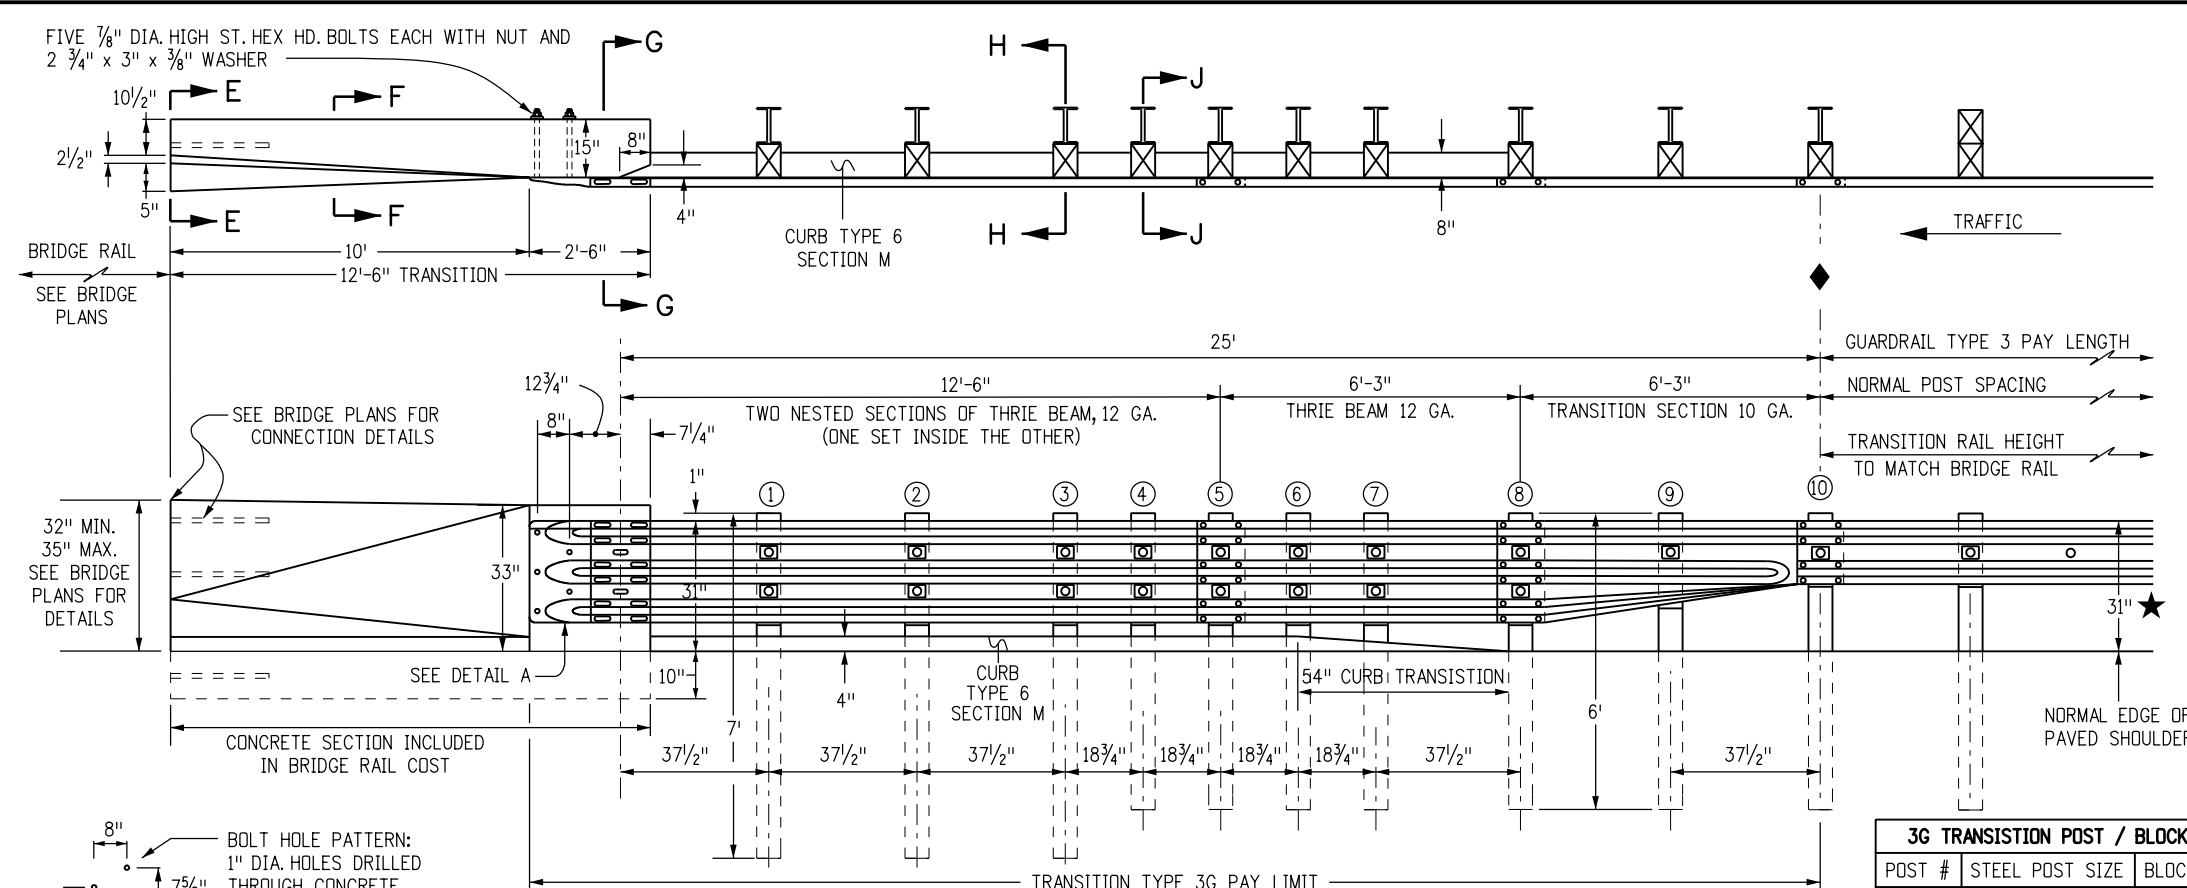 FIVE 7/8" DIA. HIGH ST. HEX HD. BOLTS EACH WITH NUT AND
2 3/4" x 3" x 3/8" WASHER
G
H
J
E
F
10 1/2"
2 1/2"
5"
15"
8"
4"
8"
E
F
H
J
G
CURB TYPE 6
SECTION M
TRAFFIC
BRIDGE RAIL
SEE BRIDGE
PLANS
10'
2'-6"
12'-6" TRANSITION
25'
GUARDRAIL TYPE 3 PAY LENGTH
12 3/4"
8"
7 1/4"
12'-6"
TWO NESTED SECTIONS OF THRIE BEAM, 12 GA.
(ONE SET INSIDE THE OTHER)
6'-3"
THRIE BEAM 12 GA.
6'-3"
TRANSITION SECTION 10 GA.
NORMAL POST SPACING
TRANSITION RAIL HEIGHT
TO MATCH BRIDGE RAIL
SEE BRIDGE PLANS FOR
CONNECTION DETAILS
1"
1 2 3 4 5 6 7 8 9 10
32" MIN.
35" MAX.
SEE BRIDGE
PLANS FOR
DETAILS
33"
31"
31"
SEE DETAIL A
10"
4"
CURB
TYPE 6
SECTION M
54" CURB TRANSISTION
7'
6'
NORMAL EDGE OF
PAVED SHOULDER
CONCRETE SECTION INCLUDED
IN BRIDGE RAIL COST
37 1/2" 37 1/2" 37 1/2" 18 3/4" 18 3/4" 18 3/4" 18 3/4" 37 1/2" 37 1/2"
8"
BOLT HOLE PATTERN:
1" DIA. HOLES DRILLED
THROUGH CONCRETE
7 5/8"
TRANSITION TYPE 3G PAY LIMIT
3G TRANSISTION POST / BLOCK
POST # STEEL POST SIZE BLOC